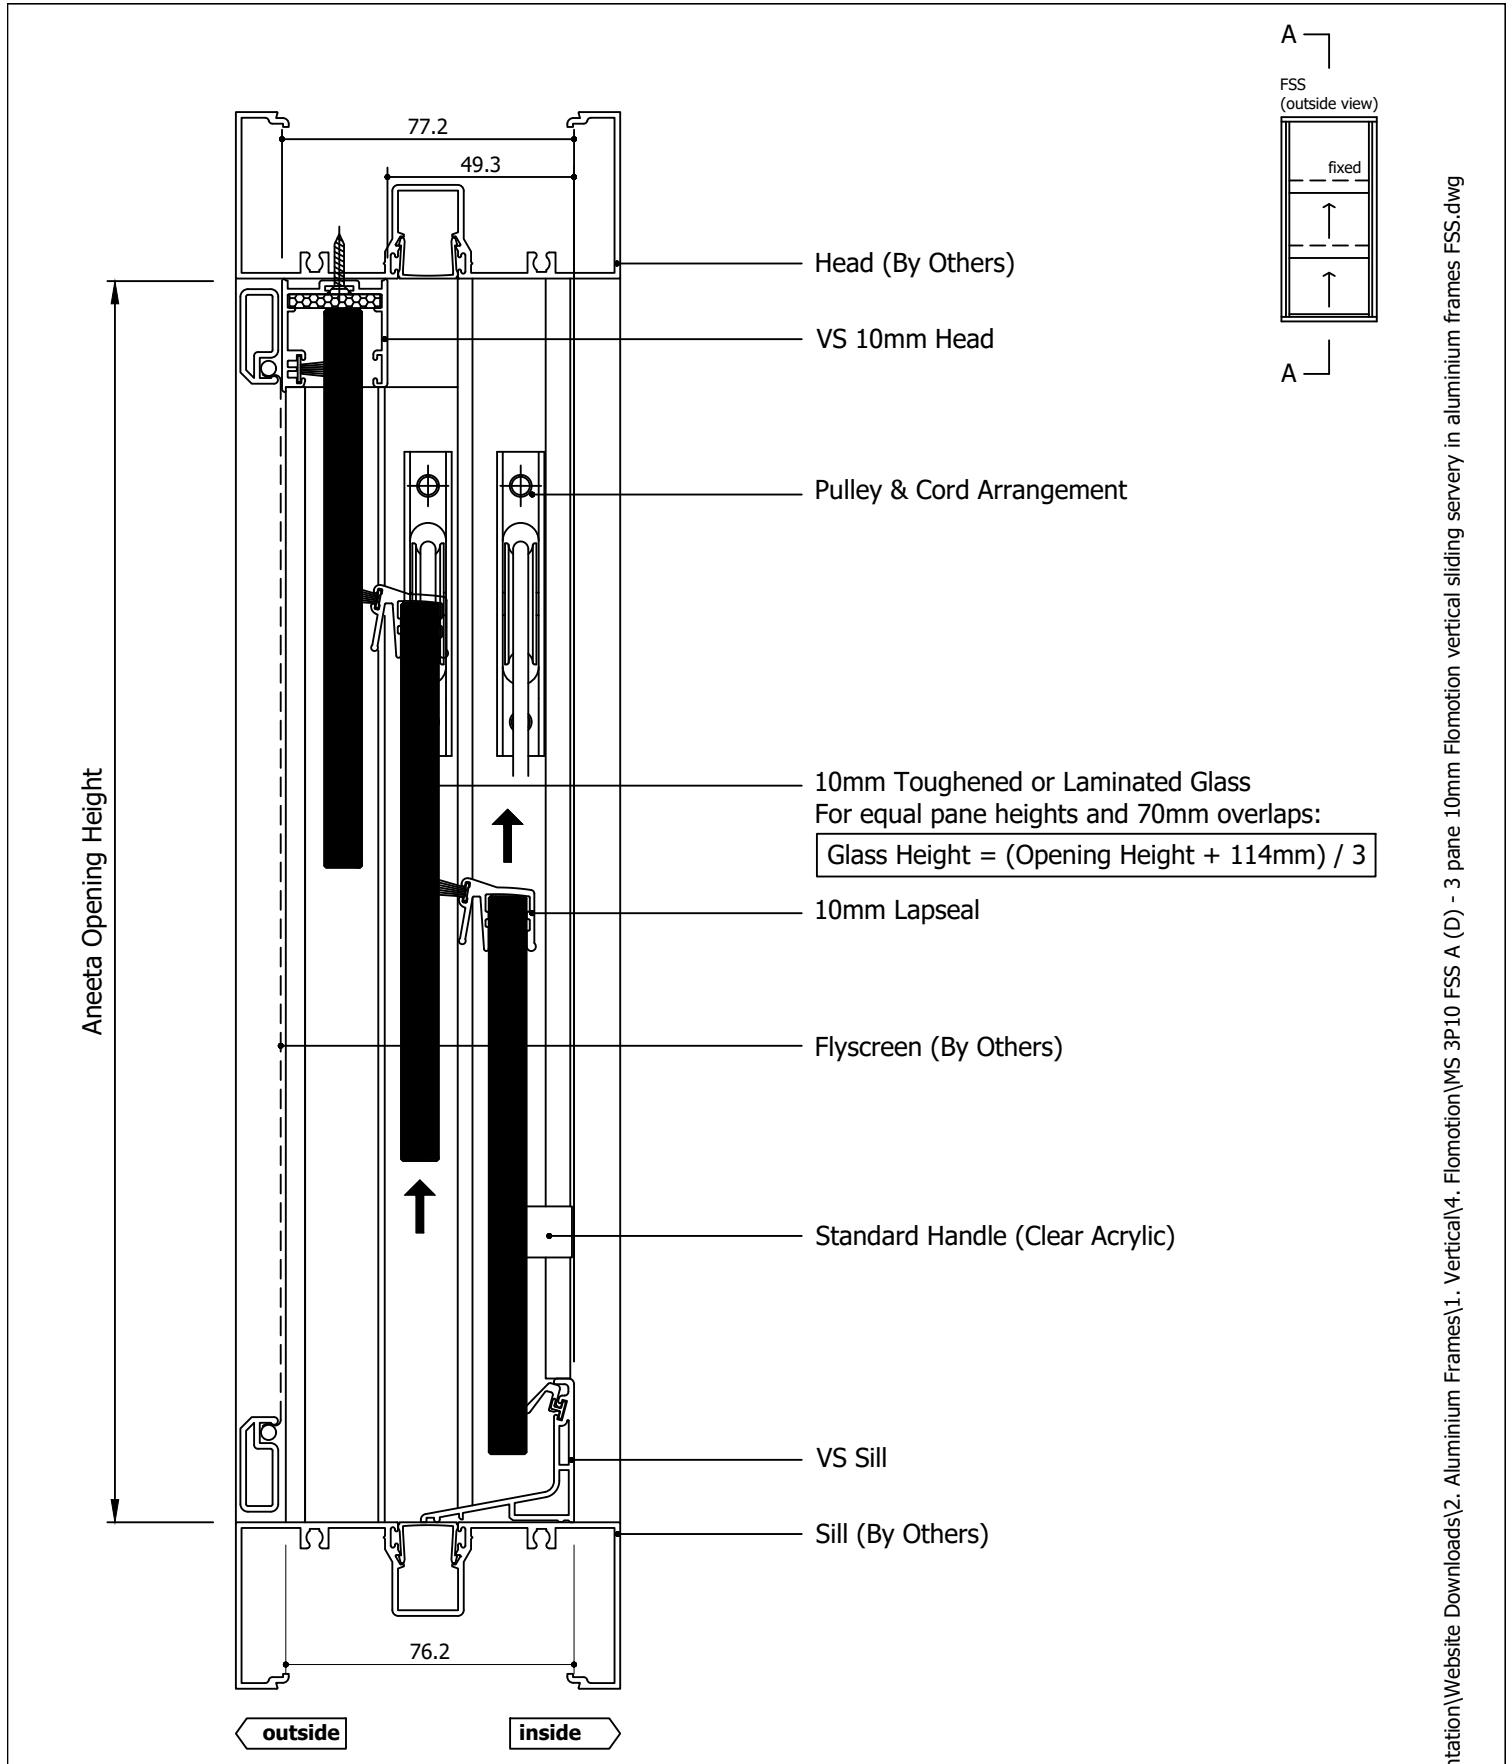 A
FSS
(outside view)
fixed
A
77.2
49.3
Head (By Others)
VS 10mm Head
Pulley & Cord Arrangement
10mm Toughened or Laminated Glass
For equal pane heights and 70mm overlaps:
Glass Height = (Opening Height + 114mm) / 3
10mm Lapseal
Aneeta Opening Height
Flyscreen (By Others)
Standard Handle (Clear Acrylic)
VS Sill
Sill (By Others)
76.2
outside
inside
ntation\Website Downloads\2. Aluminium Frames\1. Vertical\4. Flomotion\MS 3P10 FSS A (D) - 3 pane 10mm Flomotion vertical sliding servery in aluminium frames FSS.dwg